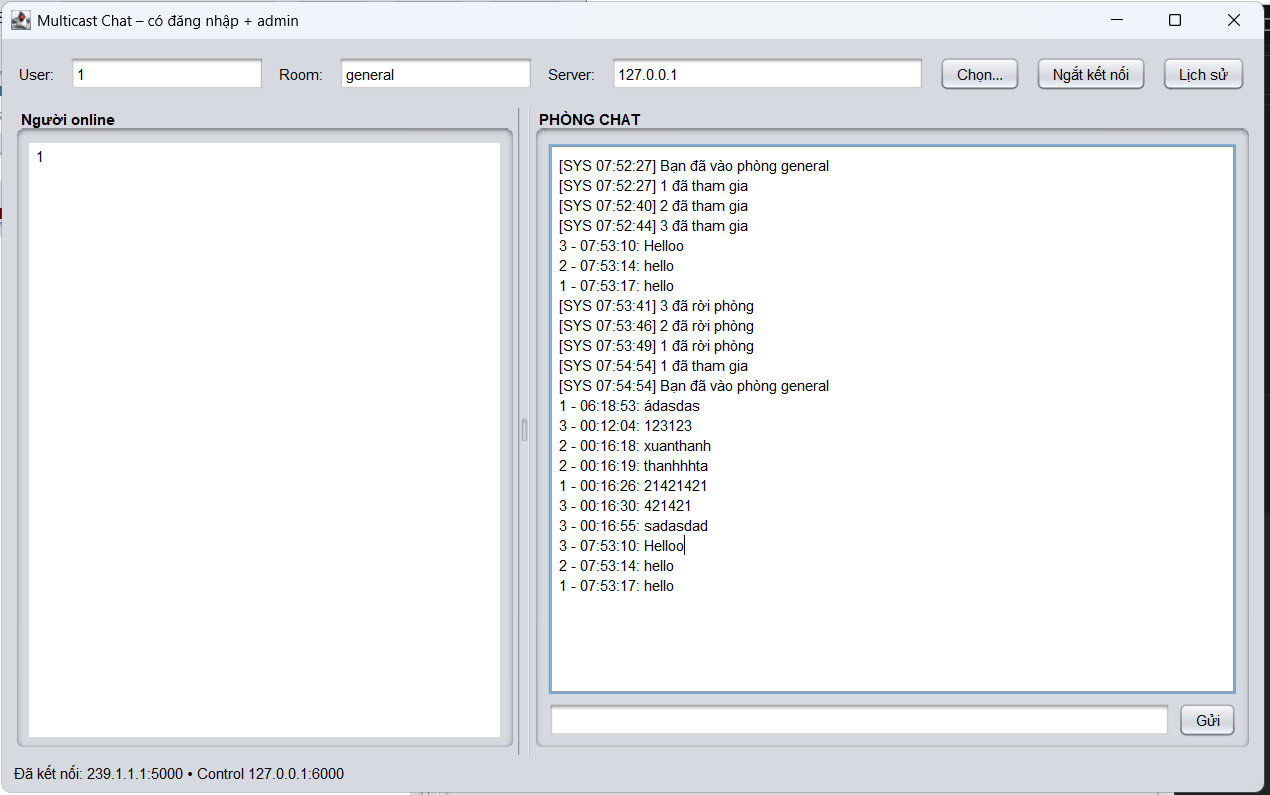 Multicast Chat – có đăng nhập + admin
User: 1 Room: general Server: 127.0.0.1 Chọn... Ngắt kết nối Lịch sử
Người online
1
PHÒNG CHAT
[SYS 07:52:27] Bạn đã vào phòng general
[SYS 07:52:27] 1 đã tham gia
[SYS 07:52:40] 2 đã tham gia
[SYS 07:52:44] 3 đã tham gia
3 - 07:53:10: Helloo
2 - 07:53:14: hello
1 - 07:53:17: hello
[SYS 07:53:41] 3 đã rời phòng
[SYS 07:53:46] 2 đã rời phòng
[SYS 07:53:49] 1 đã rời phòng
[SYS 07:54:54] 1 đã tham gia
[SYS 07:54:54] Bạn đã vào phòng general
1 - 06:18:53: ádasdas
3 - 00:12:04: 123123
2 - 00:16:18: xuanthanh
2 - 00:16:19: thanhhhta
1 - 00:16:26: 21421421
3 - 00:16:30: 421421
3 - 00:16:55: sadasdad
3 - 07:53:10: Helloo
2 - 07:53:14: hello
1 - 07:53:17: hello
Gửi
Đã kết nối: 239.1.1.1:5000 • Control 127.0.0.1:6000